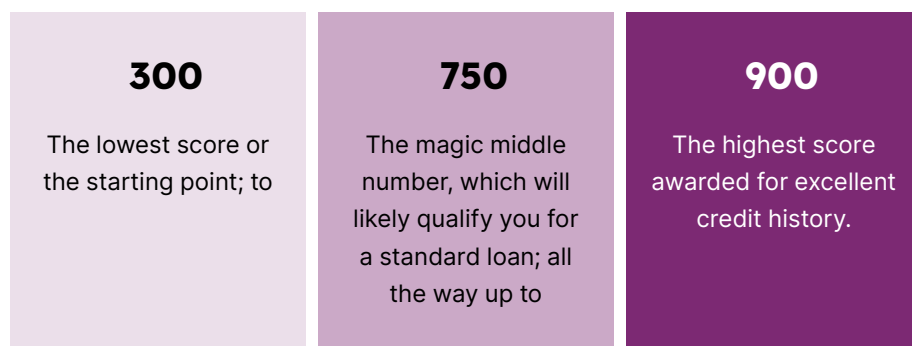 300
The lowest score or
the starting point; to
750
The magic middle
number, which will
likely qualify you for
a standard loan; all
the way up to
900
The highest score
awarded for excellent
credit history.